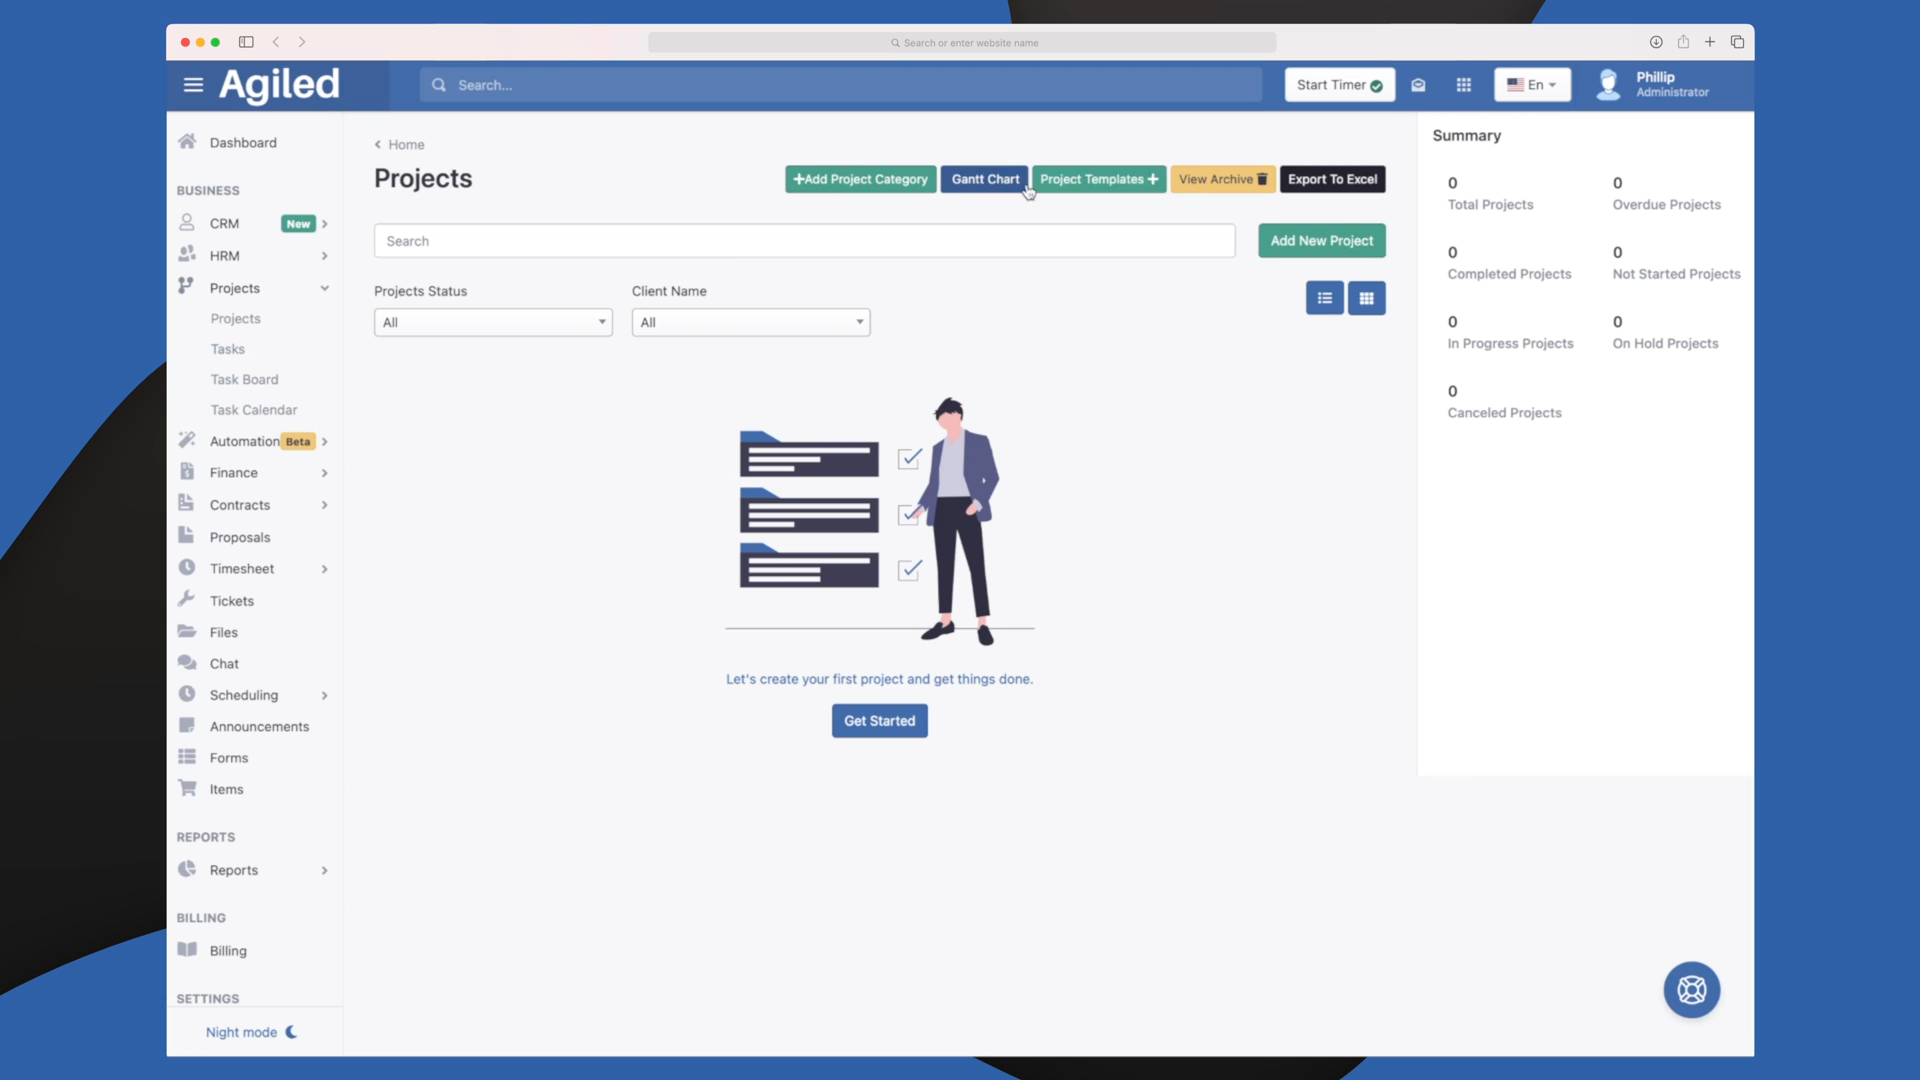 Search or enter website name
Agiled
Search...
Start Timer
En
Phillip
Administrator
Dashboard
BUSINESS
CRM
New
HRM
Projects
Projects
Tasks
Task Board
Task Calendar
Automation
Beta
Finance
Contracts
Proposals
Timesheet
Tickets
Files
Chat
Scheduling
Announcements
Forms
Items
REPORTS
Reports
BILLING
Billing
SETTINGS
Night mode
Home
Projects
+Add Project Category
Gantt Chart
Project Templates +
View Archive
Export To Excel
Search
Add New Project
Projects Status
Client Name
All
All
Let's create your first project and get things done.
Get Started
Summary
0
Total Projects
0
Overdue Projects
0
Completed Projects
0
Not Started Projects
0
In Progress Projects
0
On Hold Projects
0
Canceled Projects